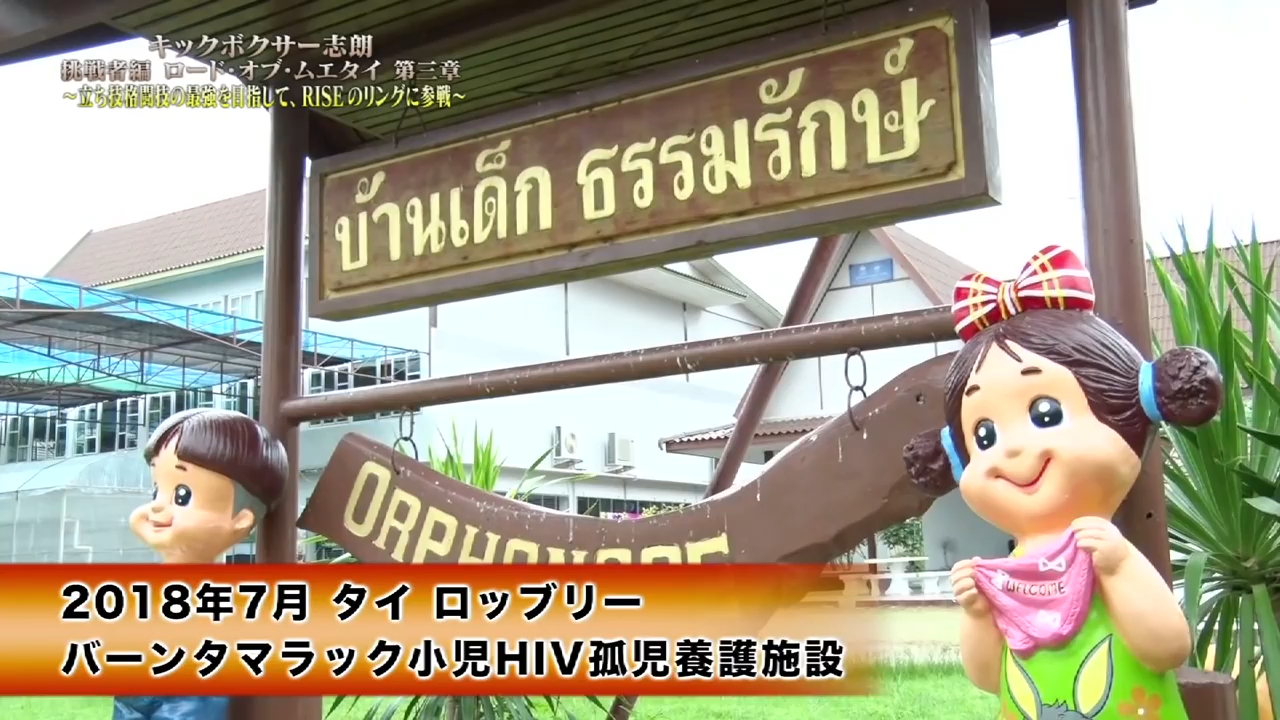 キックボクサー志朗
挑戦者編 ロード・オブ・ムエタイ 第三章
～立ち技格闘技の最強を目指して、RISEのリングに参戦～
บ้านเด็ก ธรรมรักษ์
ORPHANAGE
WELCOME
2018年7月 タイ ロッブリー
バーンタマラック小児HIV孤児養護施設